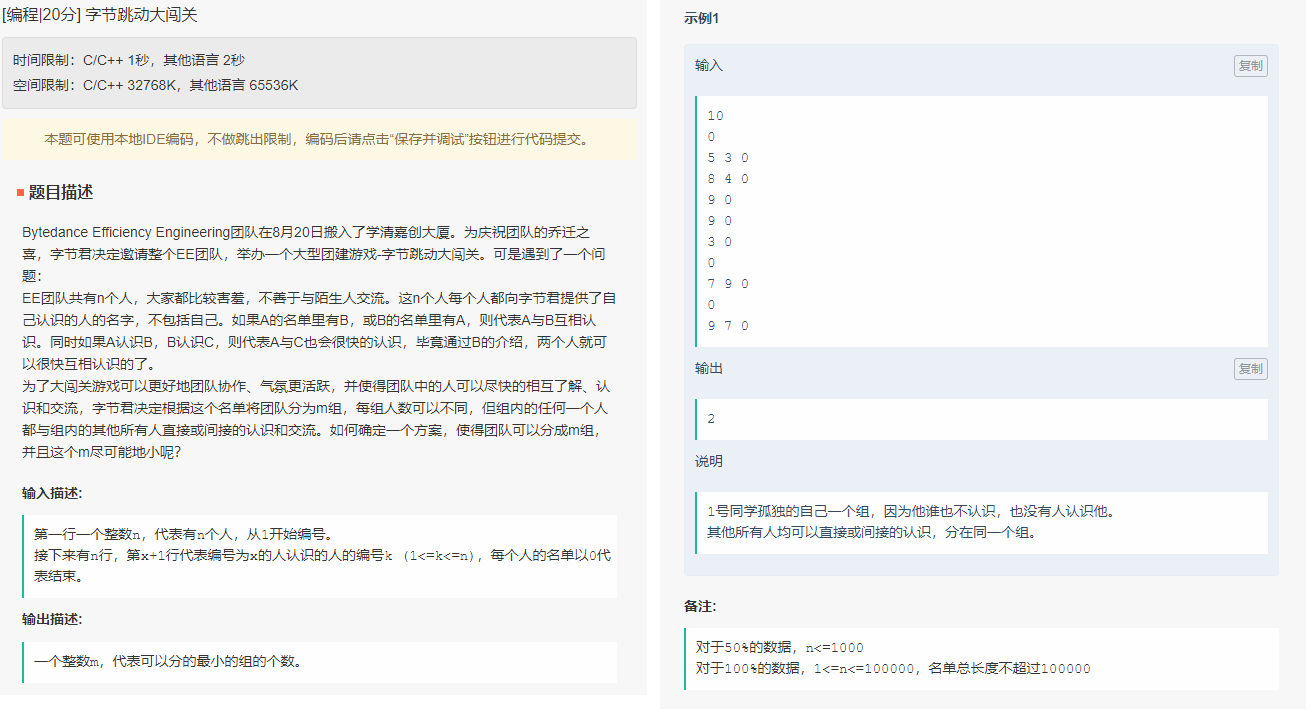 [编程|20分] 字节跳动大闯关
时间限制：C/C++ 1秒，其他语言 2秒
空间限制：C/C++ 32768K，其他语言 65536K
本题可使用本地IDE编码，不做跳出限制，编码后请点击“保存并调试”按钮进行代码提交。
题目描述
Bytedance Efficiency Engineering团队在8月20日搬入了学清嘉创大厦。为庆祝团队的乔迁之
喜，字节君决定邀请整个EE团队，举办一个大型团建游戏-字节跳动大闯关。可是遇到了一个问
题：
EE团队共有n个人，大家都比较害羞，不善于与陌生人交流。这n个人每个人都向字节君提供了自
己认识的人的名字，不包括自己。如果A的名单里有B，或B的名单里有A，则代表A与B互相认
识。同时如果A认识B，B认识C，则代表A与C也会很快的认识，毕竟通过B的介绍，两个人就可
以很快互相认识的了。
为了大闯关游戏可以更好地团队协作、气氛更活跃，并使得团队中的人可以尽快的相互了解、认
识和交流，字节君决定根据这个名单将团队分为m组，每组人数可以不同，但组内的任何一个人
都与组内的其他所有人直接或间接的认识和交流。如何确定一个方案，使得团队可以分成m组，
并且这个m尽可能地小呢？
输入描述:
第一行一个整数n，代表有n个人，从1开始编号。
接下来有n行，第x+1行代表编号为x的人认识的人的编号k （1<=k<=n)，每个人的名单以0代
表结束。
输出描述:
一个整数m，代表可以分的最小的组的个数。
示例1
输入
复制
10
0
5 3 0
8 4 0
9 0
9 0
3 0
0
7 9 0
0
9 7 0
输出
复制
2
说明
1号同学孤独的自己一个组，因为他谁也不认识，也没有人认识他。
其他所有人均可以直接或间接的认识，分在同一个组。
备注:
对于50%的数据，n<=1000
对于100%的数据，1<=n<=100000，名单总长度不超过100000